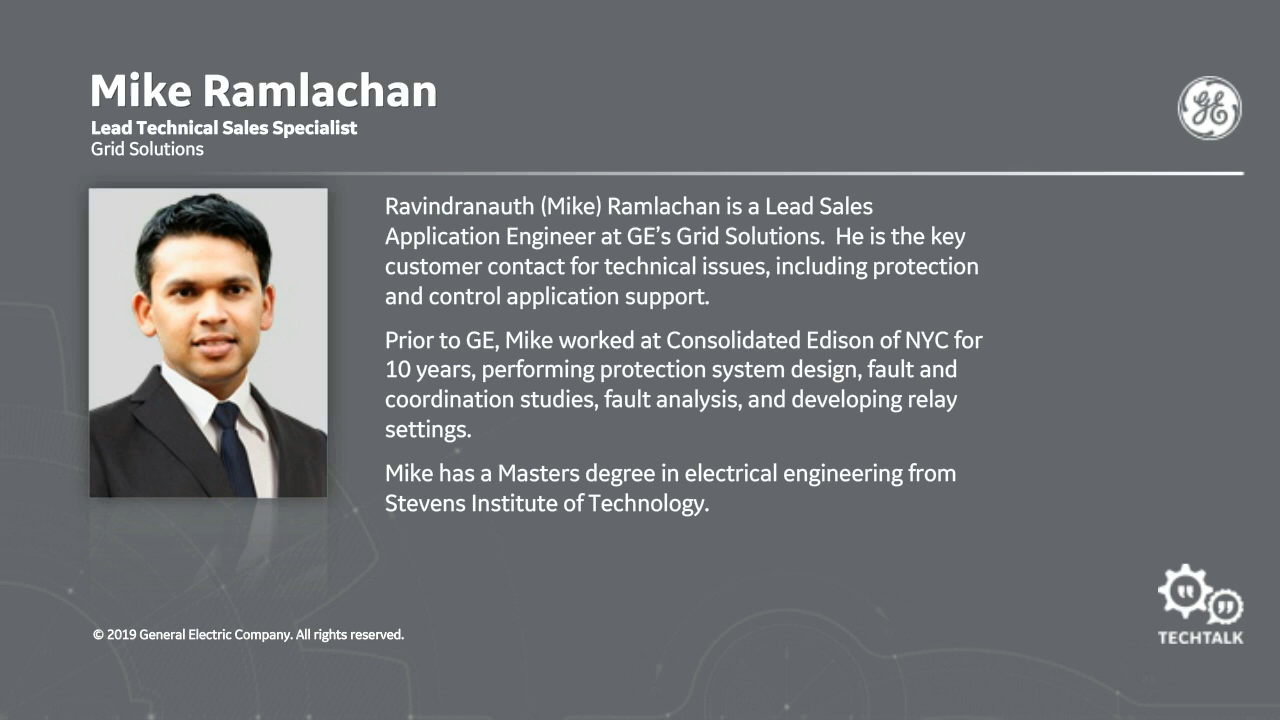 Mike Ramlachan
Lead Technical Sales Specialist
Grid Solutions
GE
Ravindranauth (Mike) Ramlachan is a Lead Sales
Application Engineer at GE’s Grid Solutions.  He is the key
customer contact for technical issues, including protection
and control application support.
Prior to GE, Mike worked at Consolidated Edison of NYC for
10 years, performing protection system design, fault and
coordination studies, fault analysis, and developing relay
settings.
Mike has a Masters degree in electrical engineering from
Stevens Institute of Technology.
TECHTALK
© 2019 General Electric Company. All rights reserved.